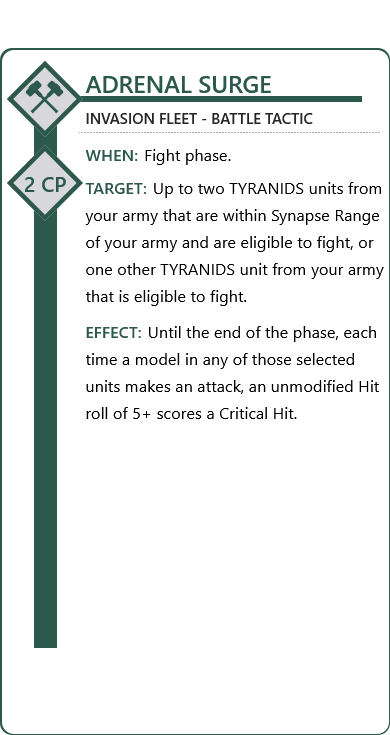 ADRENAL SURGE
INVASION FLEET - BATTLE TACTIC
WHEN: Fight phase.
2 CP
TARGET: Up to two TYRANIDS units from
your army that are within Synapse Range
of your army and are eligible to fight, or
one other TYRANIDS unit from your army
that is eligible to fight.
EFFECT: Until the end of the phase, each
time a model in any of those selected
units makes an attack, an unmodified Hit
roll of 5+ scores a Critical Hit.